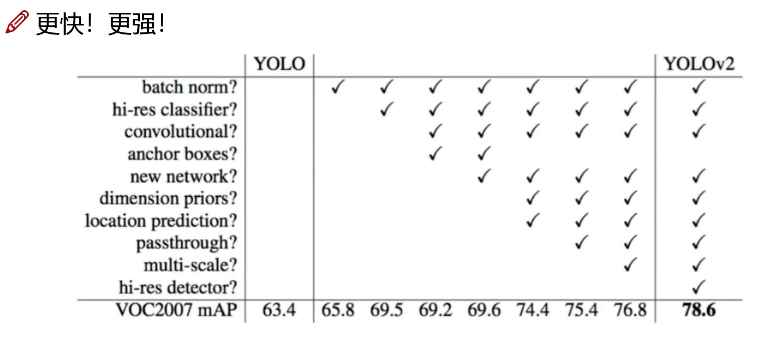 更快！更强！
YOLO YOLOv2
batch norm? ✓ ✓ ✓ ✓ ✓ ✓ ✓ ✓
hi-res classifier? ✓ ✓ ✓ ✓ ✓ ✓ ✓
convolutional? ✓ ✓ ✓ ✓ ✓ ✓
anchor boxes? ✓ ✓
new network? ✓ ✓ ✓ ✓ ✓
dimension priors? ✓ ✓ ✓ ✓
location prediction? ✓ ✓ ✓ ✓
passthrough? ✓ ✓ ✓
multi-scale? ✓ ✓
hi-res detector? ✓
VOC2007 mAP 63.4 65.8 69.5 69.2 69.6 74.4 75.4 76.8 78.6